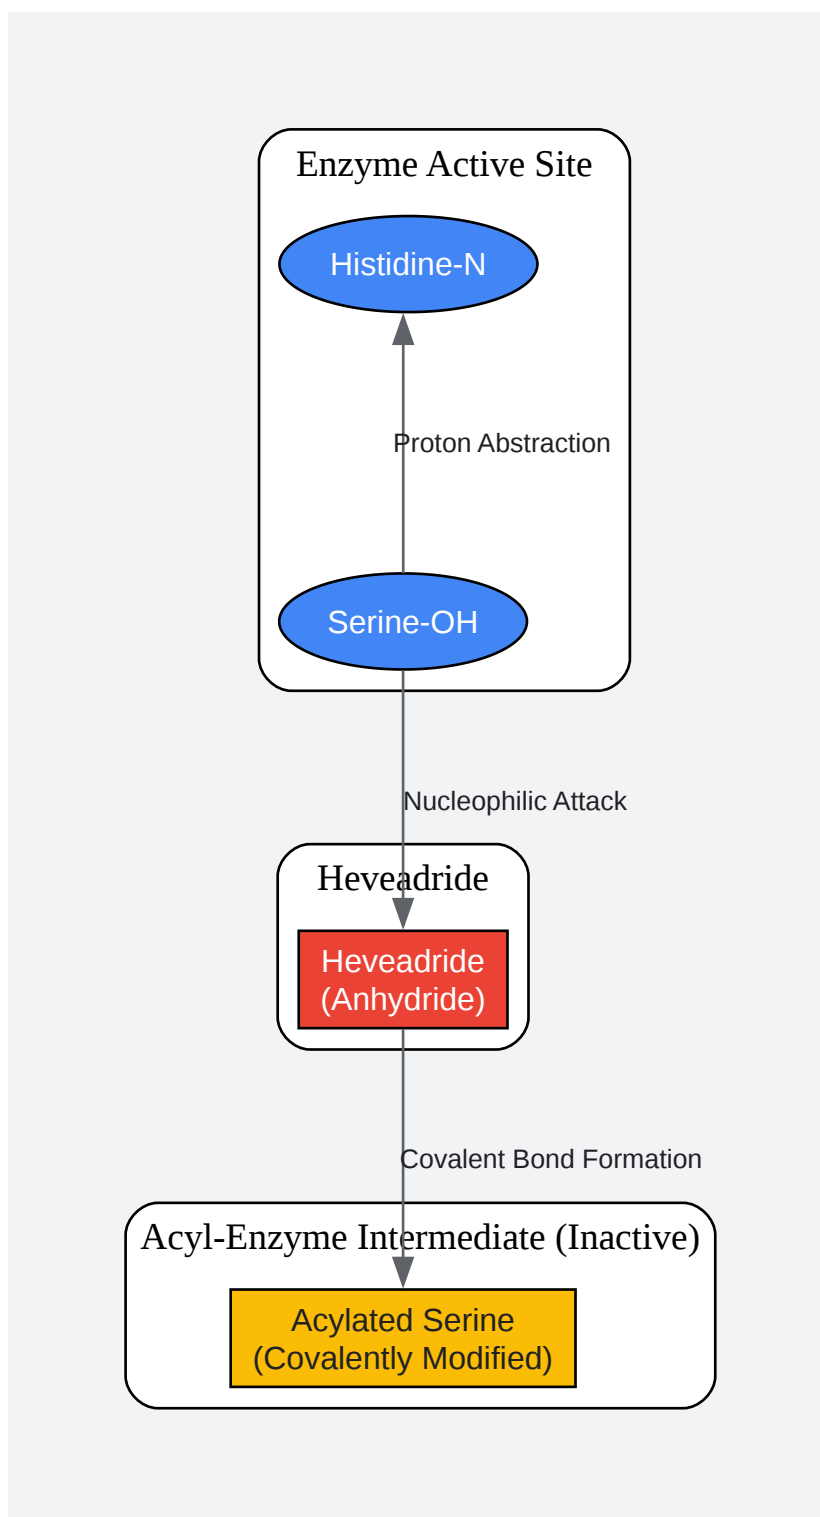 Enzyme Active Site
Histidine-N
Proton Abstraction
Serine-OH
Nucleophilic Attack
Heveadride
Heveadride
(Anhydride)
Covalent Bond Formation
Acyl-Enzyme Intermediate (Inactive)
Acylated Serine
(Covalently Modified)